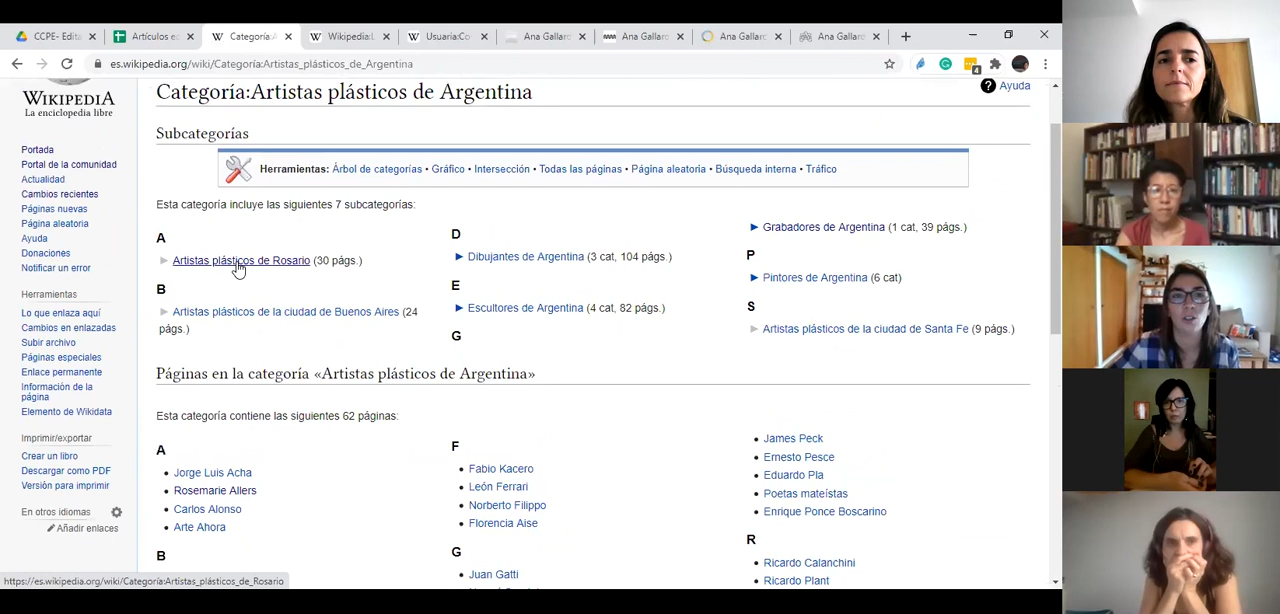 CCPE- Edita
Artículos ed
Categoría:A
Wikipedia:L
Usuaria:Co
Ana Gallard
Ana Gallard
Ana Gallard
Ana Gallard
es.wikipedia.org/wiki/Categoría:Artistas_plásticos_de_Argentina
4
WIKIPEDIA
La enciclopedia libre
Portada
Portal de la comunidad
Actualidad
Cambios recientes
Páginas nuevas
Página aleatoria
Ayuda
Donaciones
Notificar un error
Herramientas
Lo que enlaza aquí
Cambios en enlazadas
Subir archivo
Páginas especiales
Enlace permanente
Información de la
página
Elemento de Wikidata
Imprimir/exportar
Crear un libro
Descargar como PDF
Versión para imprimir
En otros idiomas
Añadir enlaces
Categoría:Artistas plásticos de Argentina
Ayuda
Subcategorías
Herramientas: Árbol de categorías • Gráfico • Intersección • Todas las páginas • Página aleatoria • Búsqueda interna • Tráfico
Esta categoría incluye las siguientes 7 subcategorías:
A
Artistas plásticos de Rosario (30 págs.)
B
Artistas plásticos de la ciudad de Buenos Aires (24
págs.)
D
Dibujantes de Argentina (3 cat, 104 págs.)
E
Escultores de Argentina (4 cat, 82 págs.)
G
Grabadores de Argentina (1 cat, 39 págs.)
P
Pintores de Argentina (6 cat)
S
Artistas plásticos de la ciudad de Santa Fe (9 págs.)
Páginas en la categoría «Artistas plásticos de Argentina»
Esta categoría contiene las siguientes 62 páginas:
A
Jorge Luis Acha
Rosemarie Allers
Carlos Alonso
Arte Ahora
B
F
Fabio Kacero
León Ferrari
Norberto Filippo
Florencia Aise
G
Juan Gatti
James Peck
Ernesto Pesce
Eduardo Pla
Poetas mateístas
Enrique Ponce Boscarino
R
Ricardo Calanchini
Ricardo Plant
https://es.wikipedia.org/wiki/Categoría:Artistas_plásticos_de_Rosario